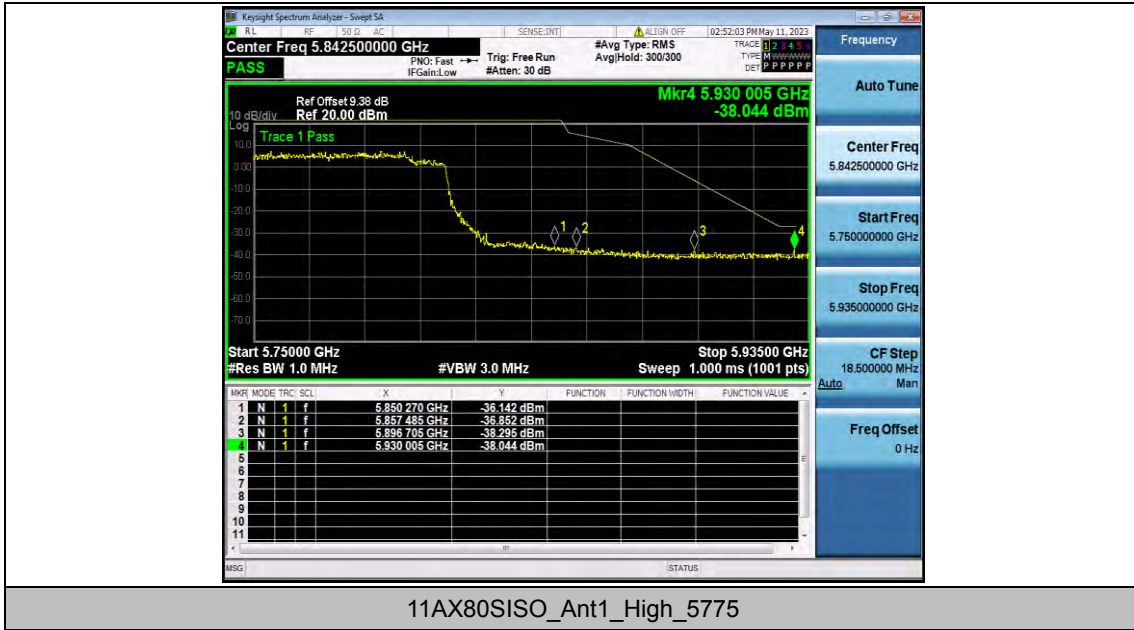 Keysight Spectrum Analyzer - Swept SA
RL RF 50 Ω AC SENSE:INT ALIGN OFF 02:52:03 PM May 11, 2023
Center Freq 5.842500000 GHz
PASS
PNO: Fast
IFGain:Low
Trig: Free Run
#Atten: 30 dB
#Avg Type: RMS
Avg|Hold: 300/300
TRACE 1 2 3 4 5 6
TYPE M WWWWW
DET P P P P P P
Frequency
Auto Tune
Center Freq
5.842500000 GHz
Start Freq
5.750000000 GHz
Stop Freq
5.935000000 GHz
CF Step
18.500000 MHz
Auto Man
Freq Offset
0 Hz
Mkr4 5.930 005 GHz
-38.044 dBm
Ref Offset 9.38 dB
10 dB/div Ref 20.00 dBm
Log
Trace 1 Pass
10.0
0.00
-10.0
-20.0
-30.0
-40.0
-50.0
-60.0
-70.0
1 2 3 4
Start 5.75000 GHz Stop 5.93500 GHz
#Res BW 1.0 MHz #VBW 3.0 MHz Sweep 1.000 ms (1001 pts)
MKR MODE TRC SCL X Y FUNCTION FUNCTION WIDTH FUNCTION VALUE
1 N 1 f 5.850 270 GHz -36.142 dBm
2 N 1 f 5.857 485 GHz -36.852 dBm
3 N 1 f 5.896 705 GHz -38.295 dBm
4 N 1 f 5.930 005 GHz -38.044 dBm
5
6
7
8
9
10
11
MSG STATUS
11AX80SISO_Ant1_High_5775